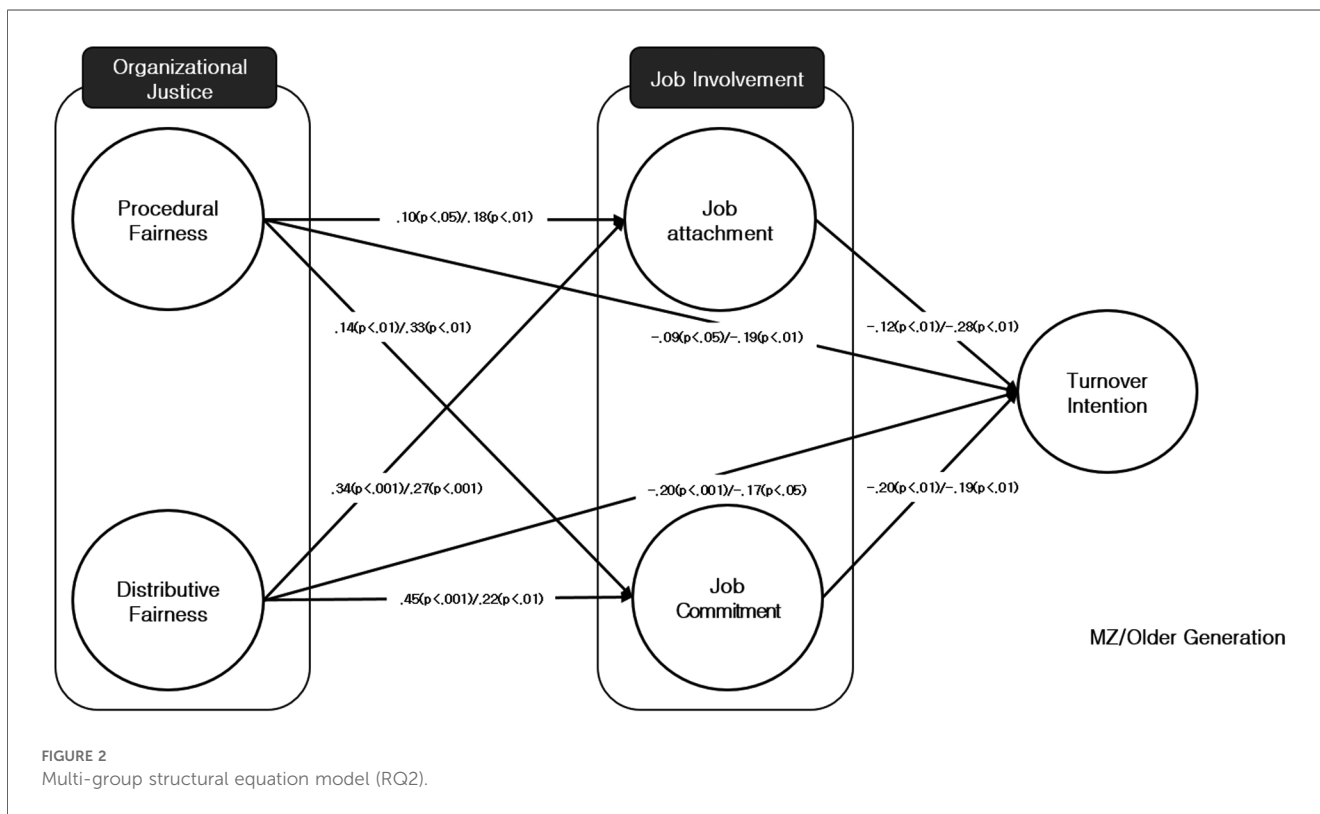 Organizational
Justice
Job Involvement
Procedural
Fairness
Job
attachment
.10(p<.05)/.18(p<.01)
.14(p<.01)/.33(p<.01)
-.09(p<.05)/-.19(p<.01)
-.12(p<.01)/-.28(p<.01)
Turnover
Intention
.34(p<.001)/.27(p<.001)
-.20(p<.001)/-.17(p<.05)
-.20(p<.01)/-.19(p<.01)
Distributive
Fairness
.45(p<.001)/.22(p<.01)
Job
Commitment
MZ/Older Generation
FIGURE 2
Multi-group structural equation model (RQ2).